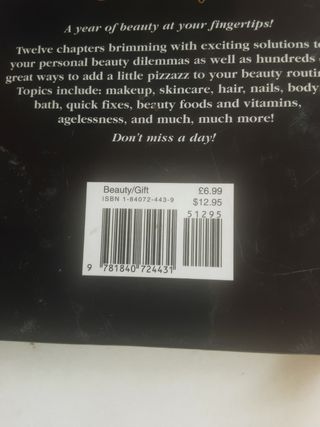 A year of beauty at your fingertips!
Twelve chapters brimming with exciting solutions to
your personal beauty dilemmas as well as hundreds
great ways to add a little pizzazz to your beauty routin
Topics include: makeup, skincare, hair, nails, body
bath, quick fixes, beauty foods and vitamins,
agelessness, and much, much more!
Don't miss a day!
Beauty/Gift £6.99
ISBN 1-84072-443-9 $12.95
51295
9 781840 724431